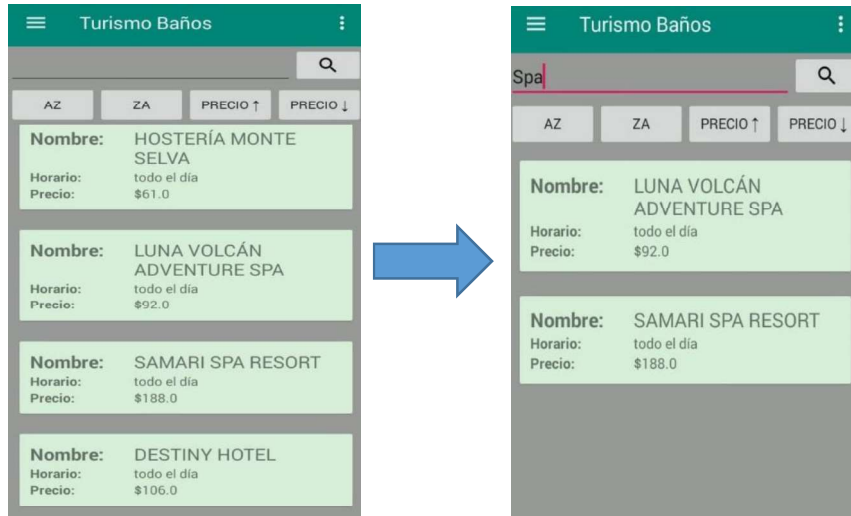 Turismo Baños
AZ ZA PRECIO ↑ PRECIO ↓
Nombre: HOSTERÍA MONTE
SELVA
Horario: todo el día
Precio: $61.0
Nombre: LUNA VOLCÁN
ADVENTURE SPA
Horario: todo el día
Precio: $92.0
Nombre: SAMARI SPA RESORT
Horario: todo el día
Precio: $188.0
Nombre: DESTINY HOTEL
Horario: todo el día
Precio: $106.0
Turismo Baños
Spa
AZ ZA PRECIO ↑ PRECIO ↓
Nombre: LUNA VOLCÁN
ADVENTURE SPA
Horario: todo el día
Precio: $92.0
Nombre: SAMARI SPA RESORT
Horario: todo el día
Precio: $188.0